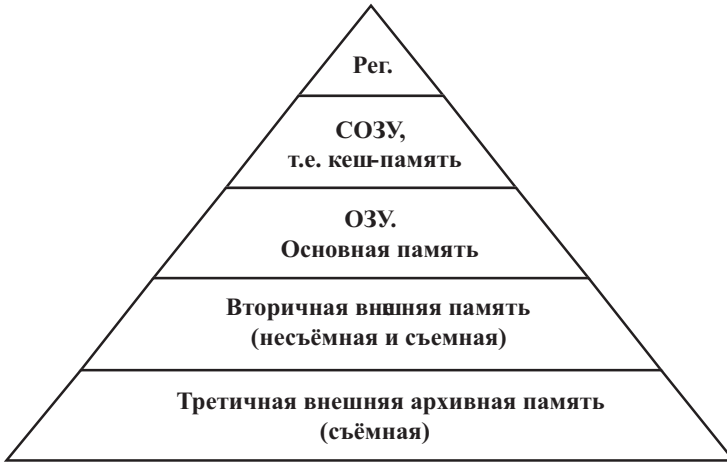 Рег.
СОЗУ,
т.е. кеш-память
ОЗУ.
Основная память
Вторичная внешняя память
(несъёмная и съемная)
Третичная внешняя архивная память
(съёмная)